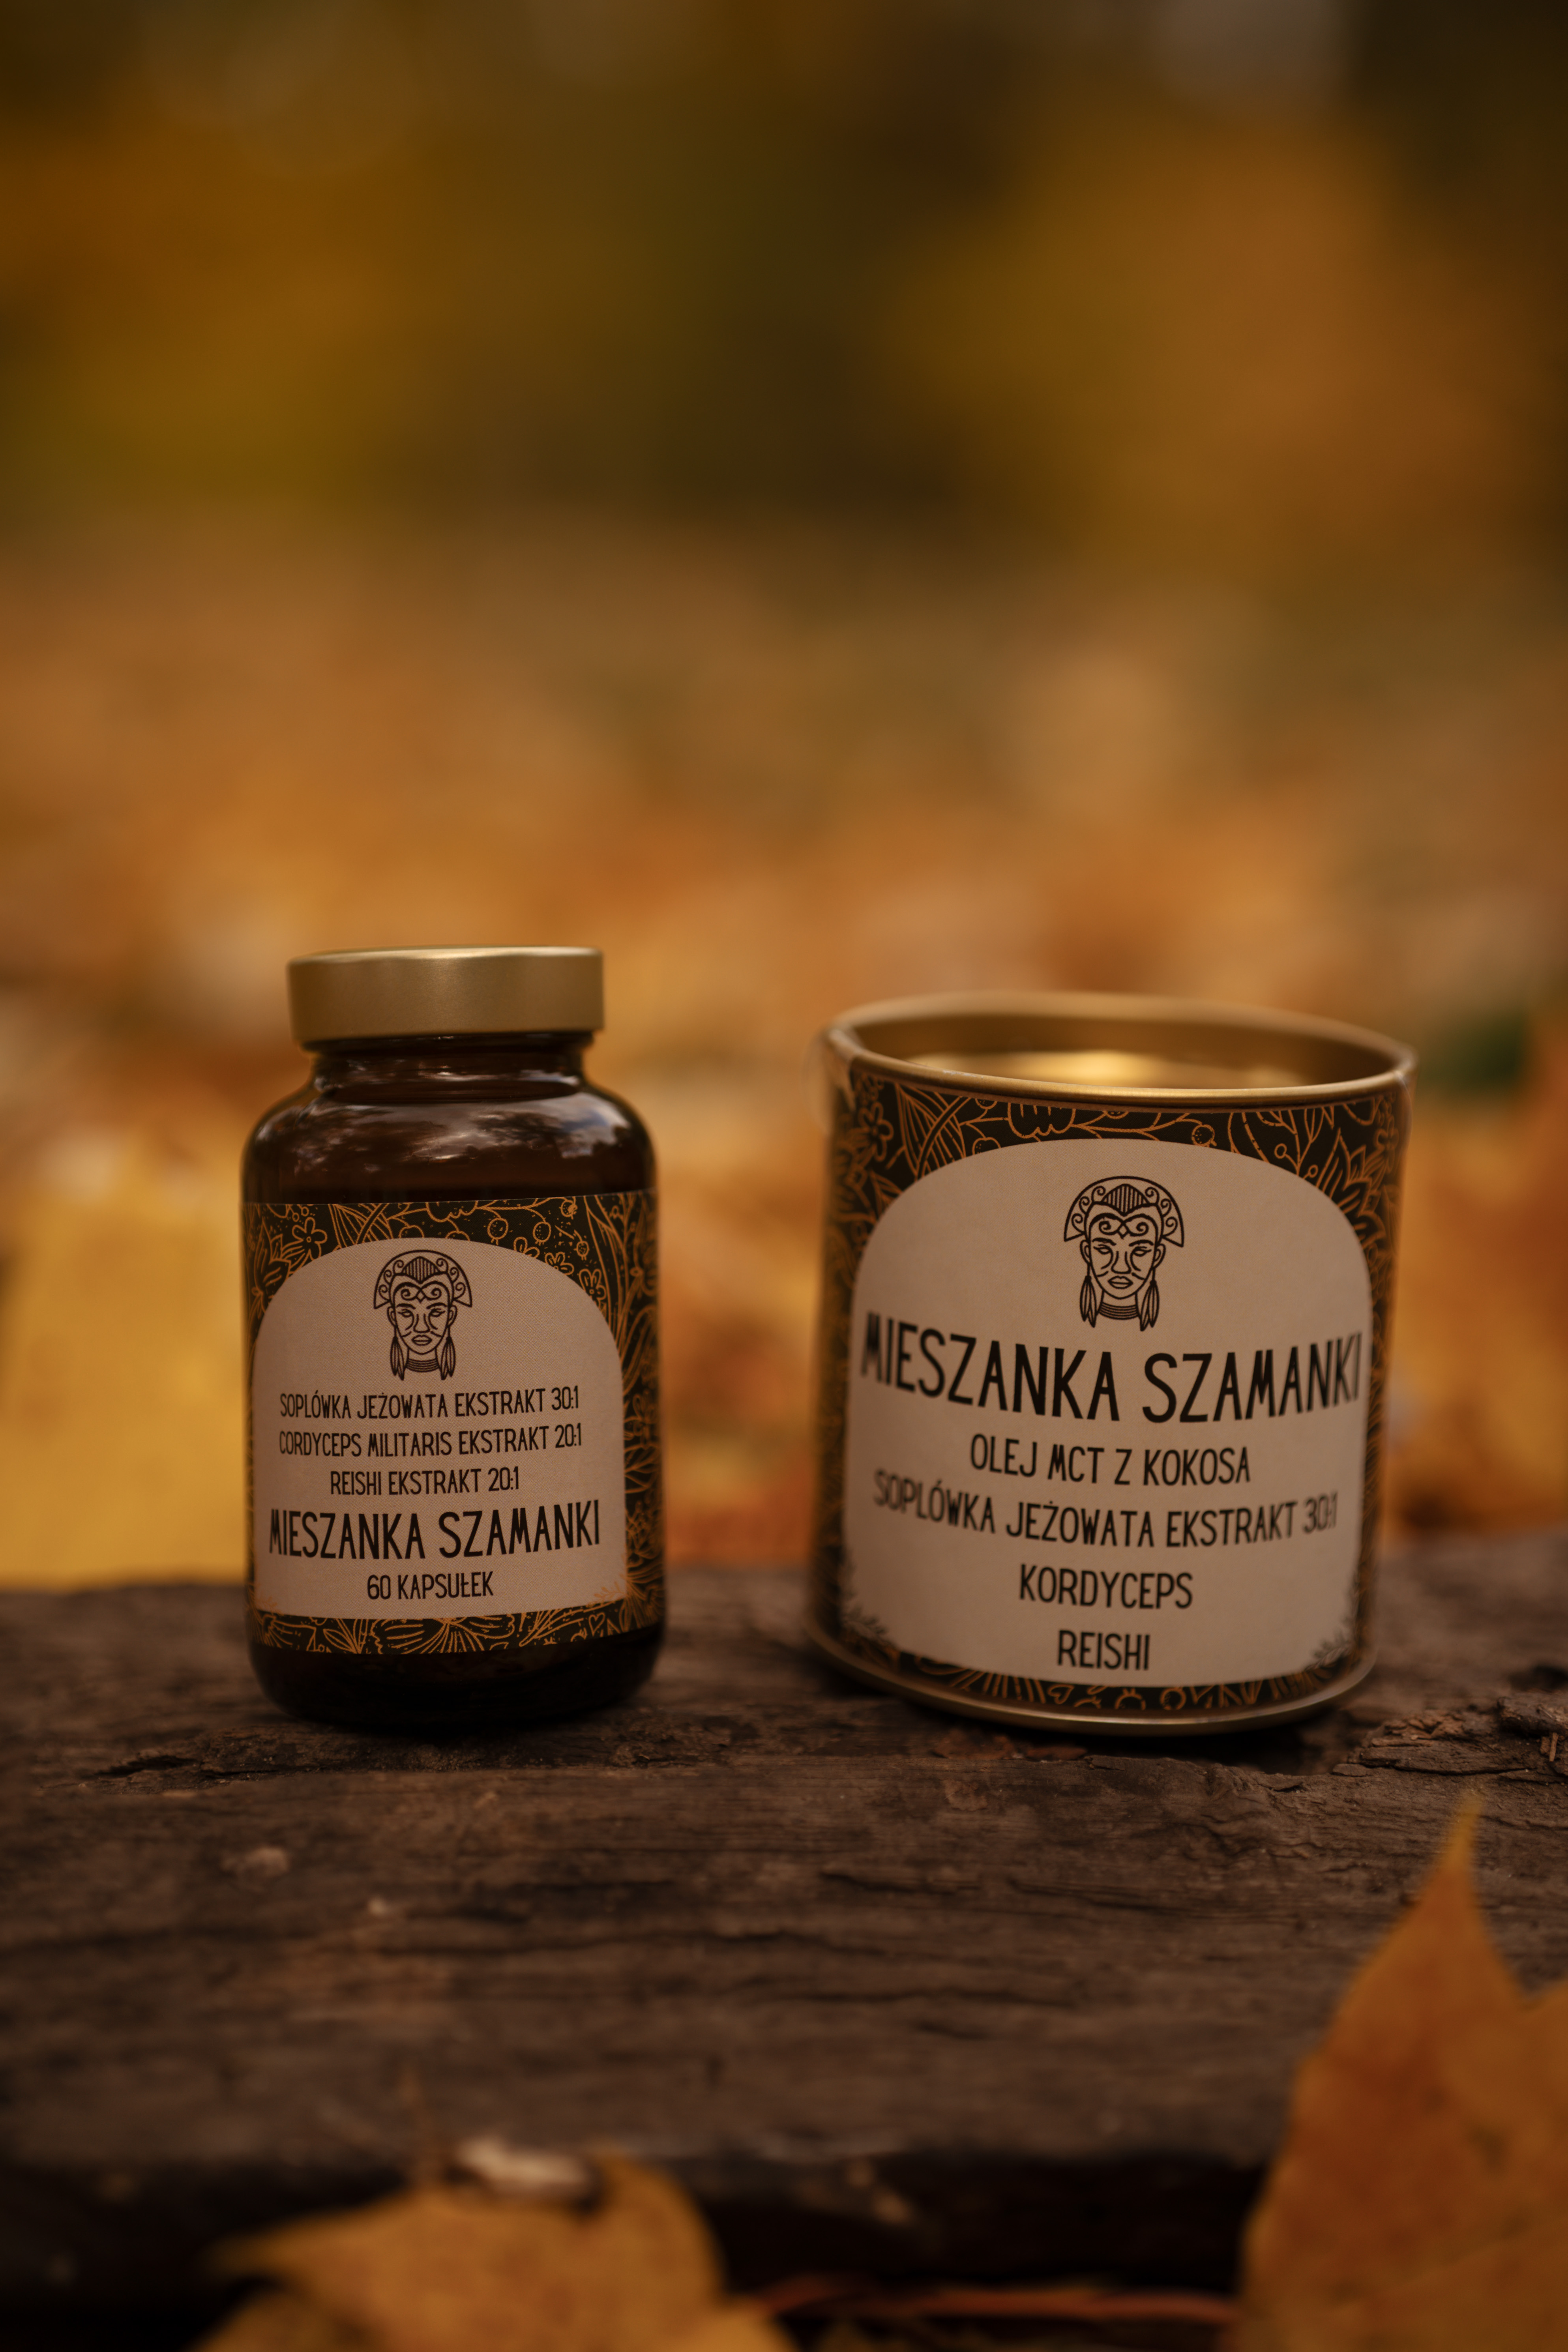 SOPLÓWKA JEŻOWATA EKSTRAKT 30:1
CORDYCEPS MILITARIS EKSTRAKT 20:1
REISHI EKSTRAKT 20:1
MIESZANKA SZAMANKI
60 KAPSUŁEK
MIESZANKA SZAMANKI
OLEJ MCT Z KOKOSA
SOPLÓWKA JEŻOWATA EKSTRAKT 30:1
KORDYCEPS
REISHI